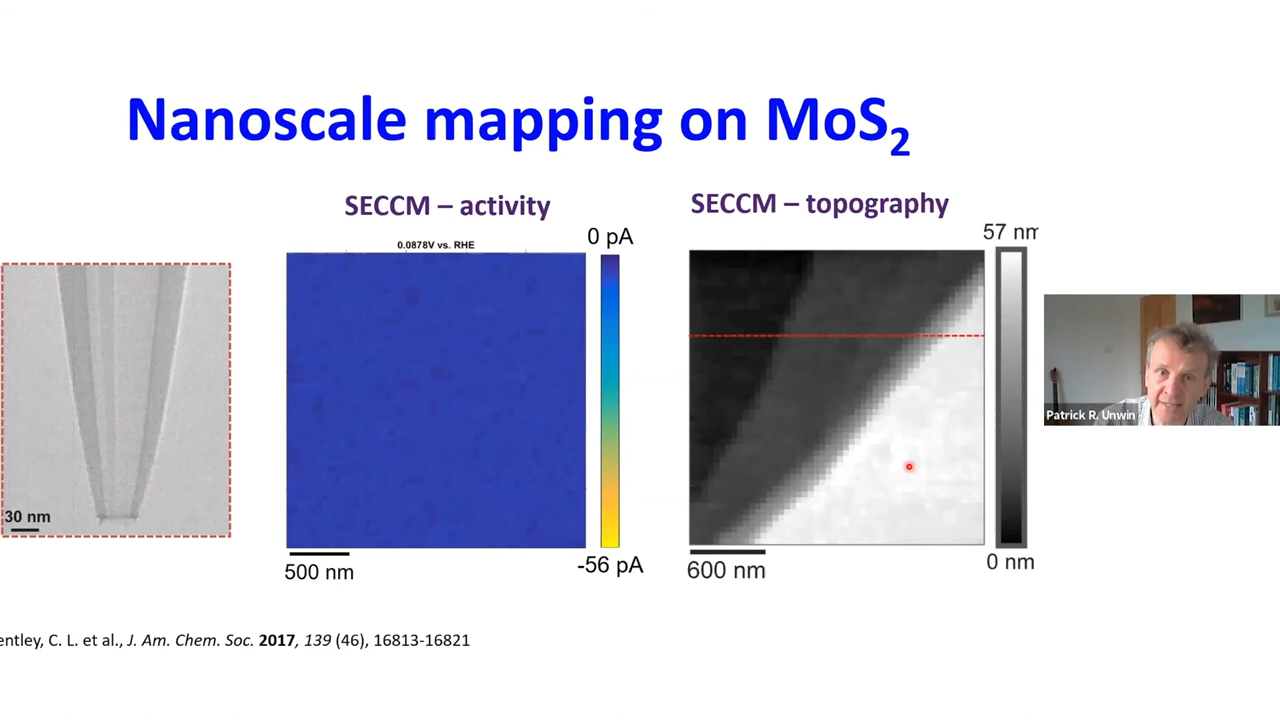 Nanoscale mapping on MoS₂
SECCM – activity
SECCM – topography
0.0878V vs. RHE
0 pA
57 nm
30 nm
Patrick R. Unwin
500 nm
-56 pA
600 nm
0 nm
entley, C. L. et al., J. Am. Chem. Soc. 2017, 139 (46), 16813-16821